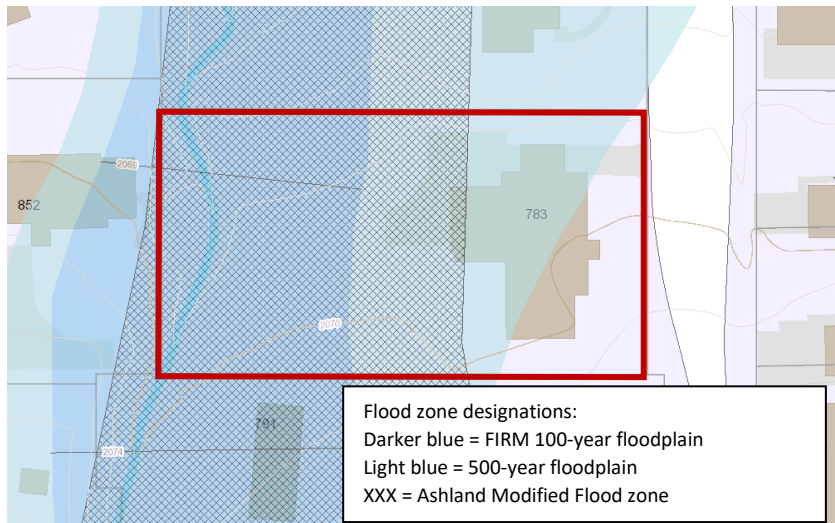 2069
852
783
2070
791
2074
Flood zone designations:
Darker blue = FIRM 100-year floodplain
Light blue = 500-year floodplain
XXX = Ashland Modified Flood zone